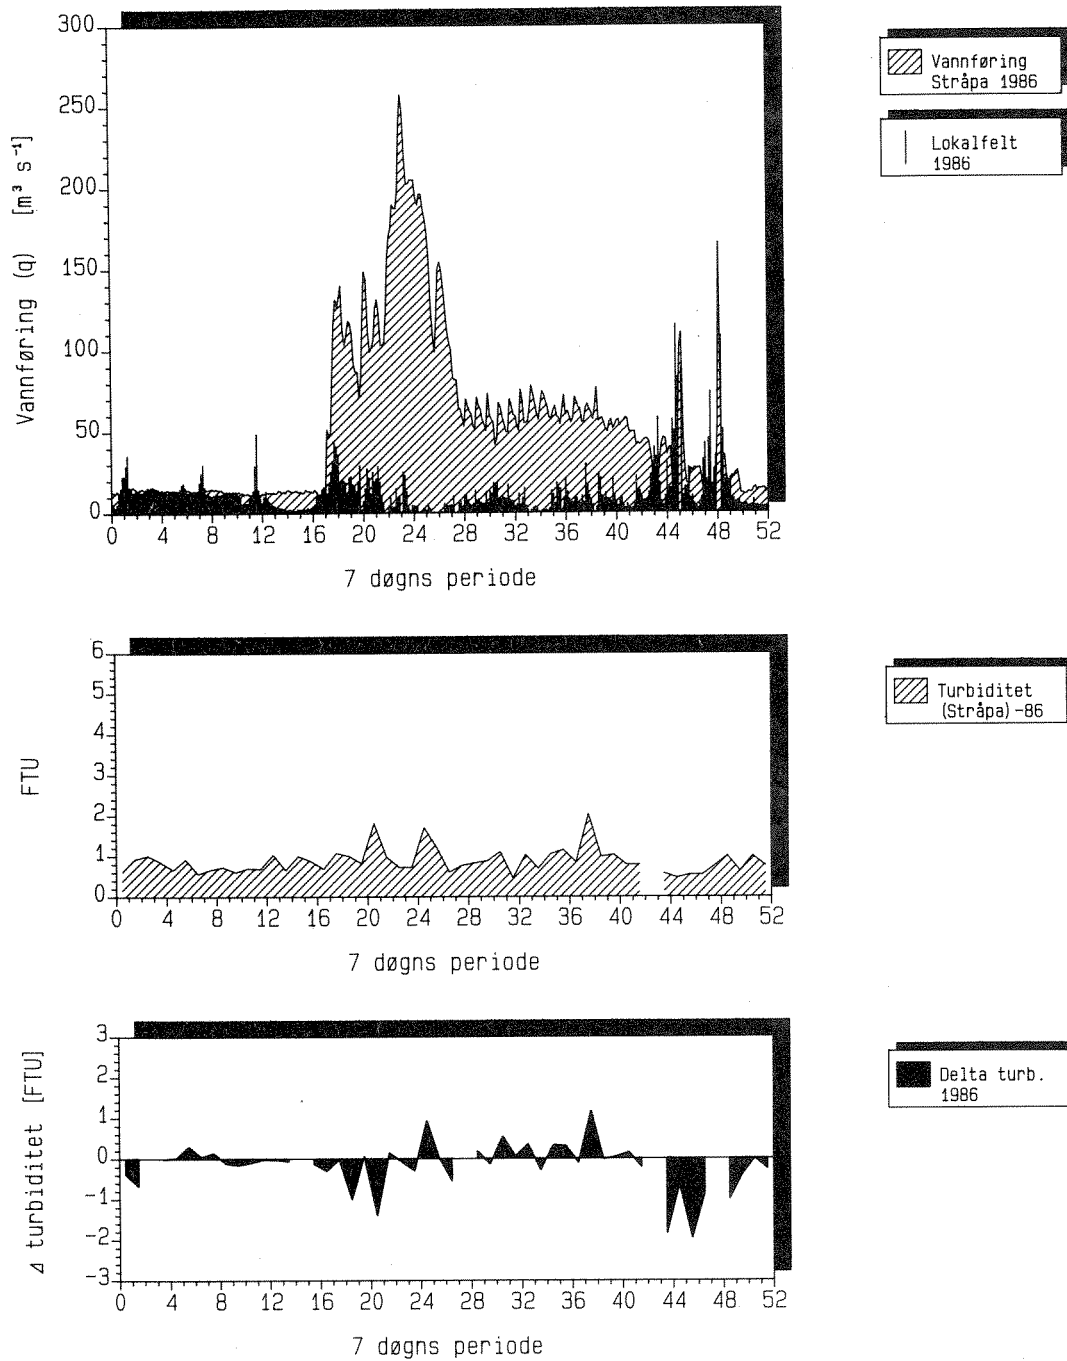 300
250
200
150
100
50
0
Vannføring (q) [m³ s⁻¹]
0 4 8 12 16 20 24 28 32 36 40 44 48 52
7 døgns periode
Vannføring
Stråpa 1986
Lokalfelt
1986
6
5
4
3
2
1
0
FTU
0 4 8 12 16 20 24 28 32 36 40 44 48 52
7 døgns periode
Turbiditet
(Stråpa)-86
3
2
1
0
-1
-2
-3
Δ turbiditet [FTU]
0 4 8 12 16 20 24 28 32 36 40 44 48 52
7 døgns periode
Delta turb.
1986